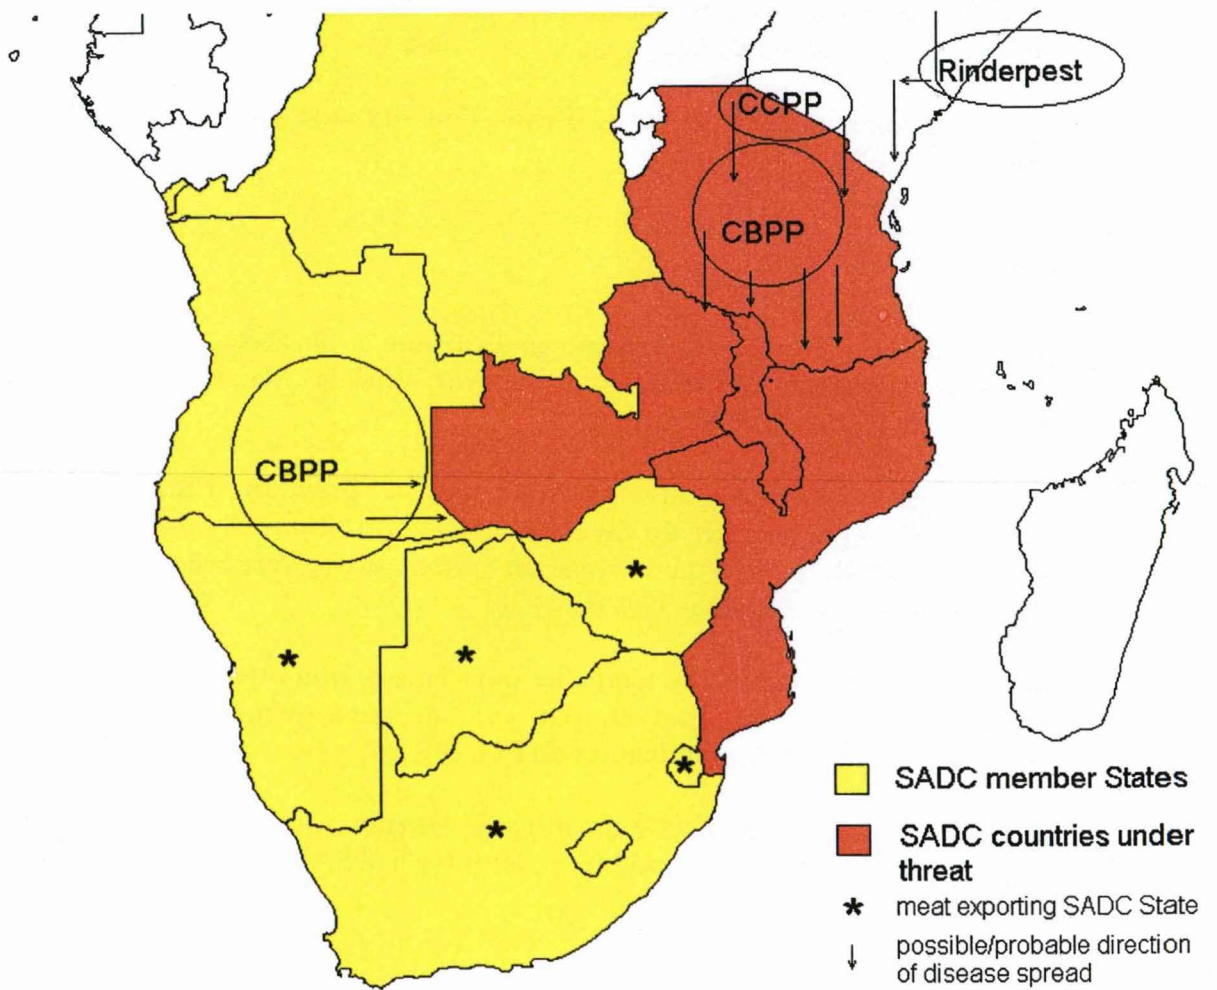 Rinderpest
CCPP
CBPP
CBPP
*
*
*
*
*
SADC member States
SADC countries under
threat
* meat exporting SADC State
possible/probable direction
of disease spread